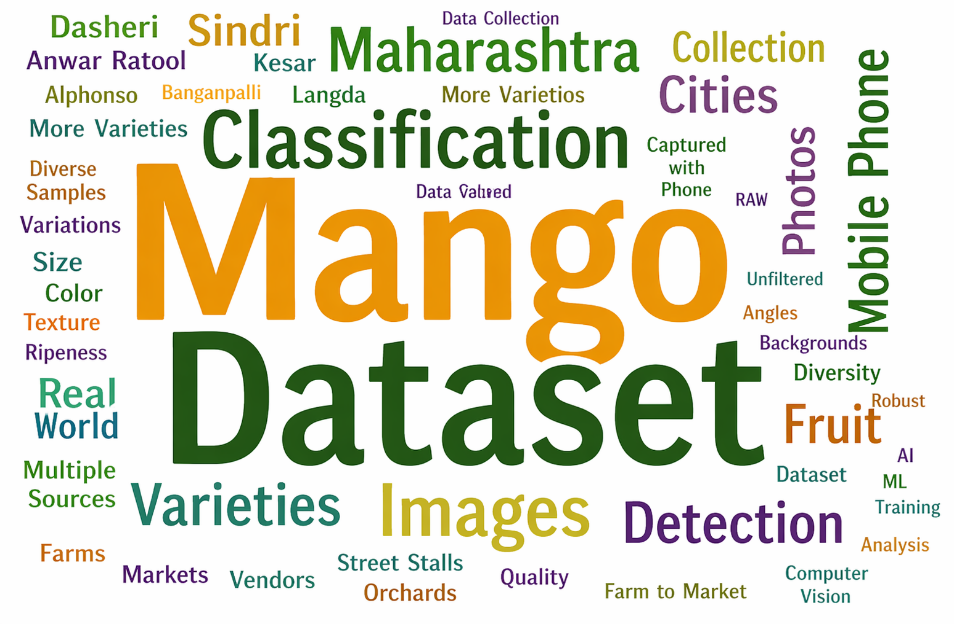 Data Collection
Dasheri
Sindri
Maharashtra
Collection
Anwar Ratool
Kesar
Mobile Phone
Alphonso
Banganpalli
Langda
More Varietios
Cities
More Varieties
Classification
Captured
with
Phone
Photos
Diverse
Samples
Data
RAW
Variations
Mango
Size
Color
Unfiltered
Texture
Angles
Ripeness
Backgrounds
Dataset
Diversity
Real
World
Robust
Fruit
AI
Multiple
Sources
Dataset
ML
Varieties
Images
Detection
Training
Farms
Analysis
Markets
Vendors
Street Stalls
Orchards
Quality
Farm to Market
Computer
Vision